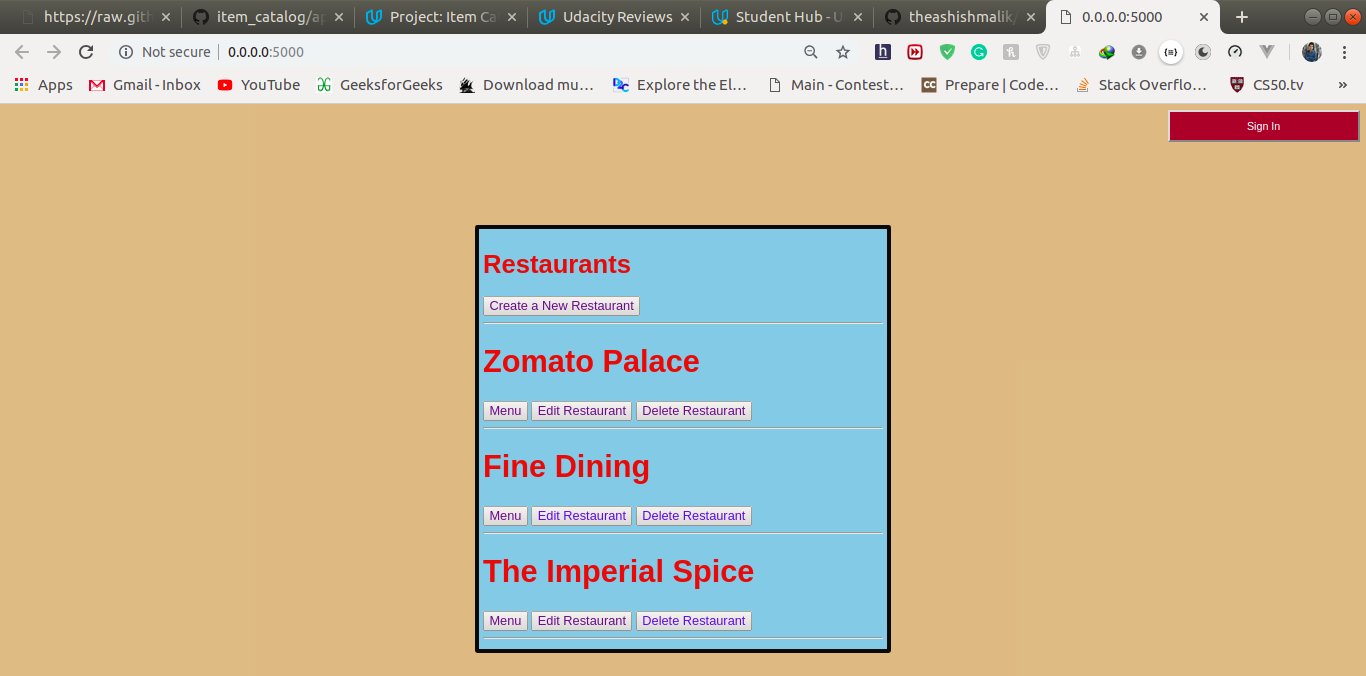 https://raw.gith item_catalog/ap Project: Item Ca Udacity Reviews Student Hub - U theashishmalik/ 0.0.0.0:5000
Not secure 0.0.0.0:5000
Apps Gmail - Inbox YouTube GeeksforGeeks Download mu... Explore the El... Main - Contest... Prepare | Code... Stack Overflo... CS50.tv »
Sign In
Restaurants
Create a New Restaurant
Zomato Palace
Menu Edit Restaurant Delete Restaurant
Fine Dining
Menu Edit Restaurant Delete Restaurant
The Imperial Spice
Menu Edit Restaurant Delete Restaurant